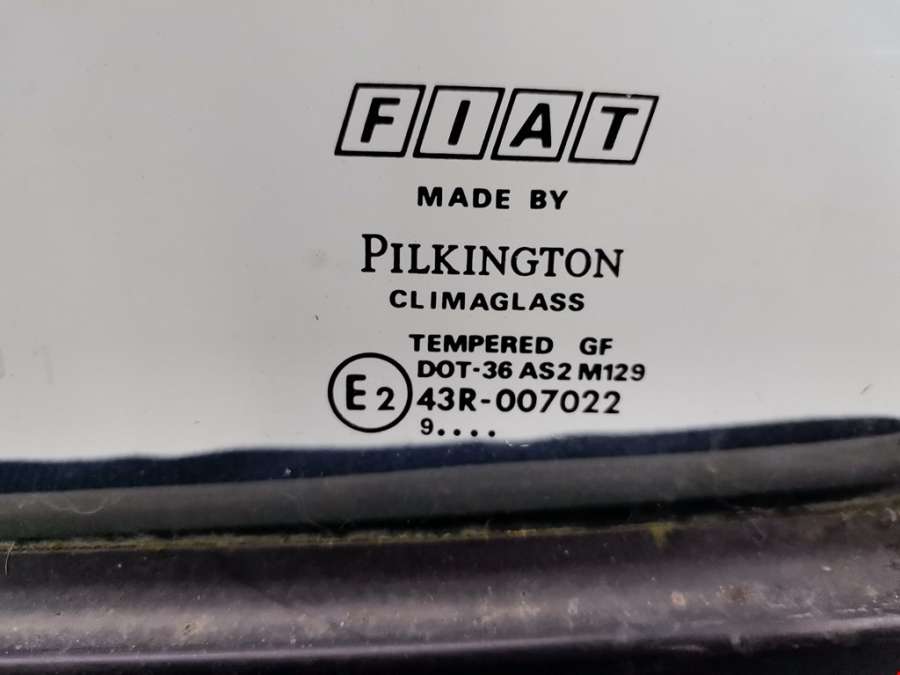 FIAT
MADE BY
PILKINGTON
CLIMAGLASS
TEMPERED GF
DOT-36 AS2 M129
E2 43R-007022
9....